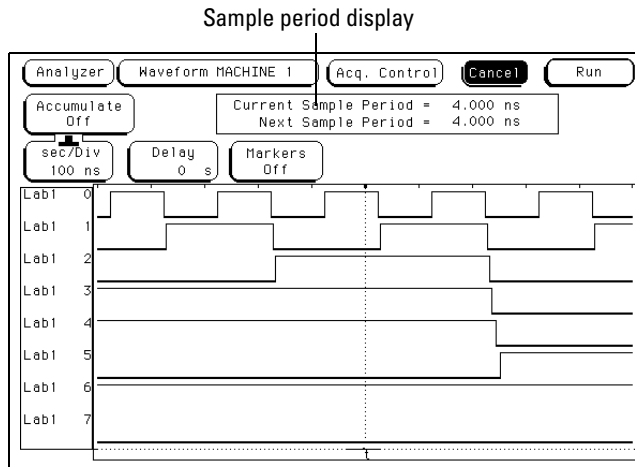 Sample period display
Analyzer Waveform MACHINE 1 Acq. Control Cancel Run
Accumulate
Off
Current Sample Period = 4.000 ns
Next Sample Period = 4.000 ns
sec/Div
100 ns
Delay
0 s
Markers
Off
Lab1 0
Lab1 1
Lab1 2
Lab1 3
Lab1 4
Lab1 5
Lab1 6
Lab1 7
t